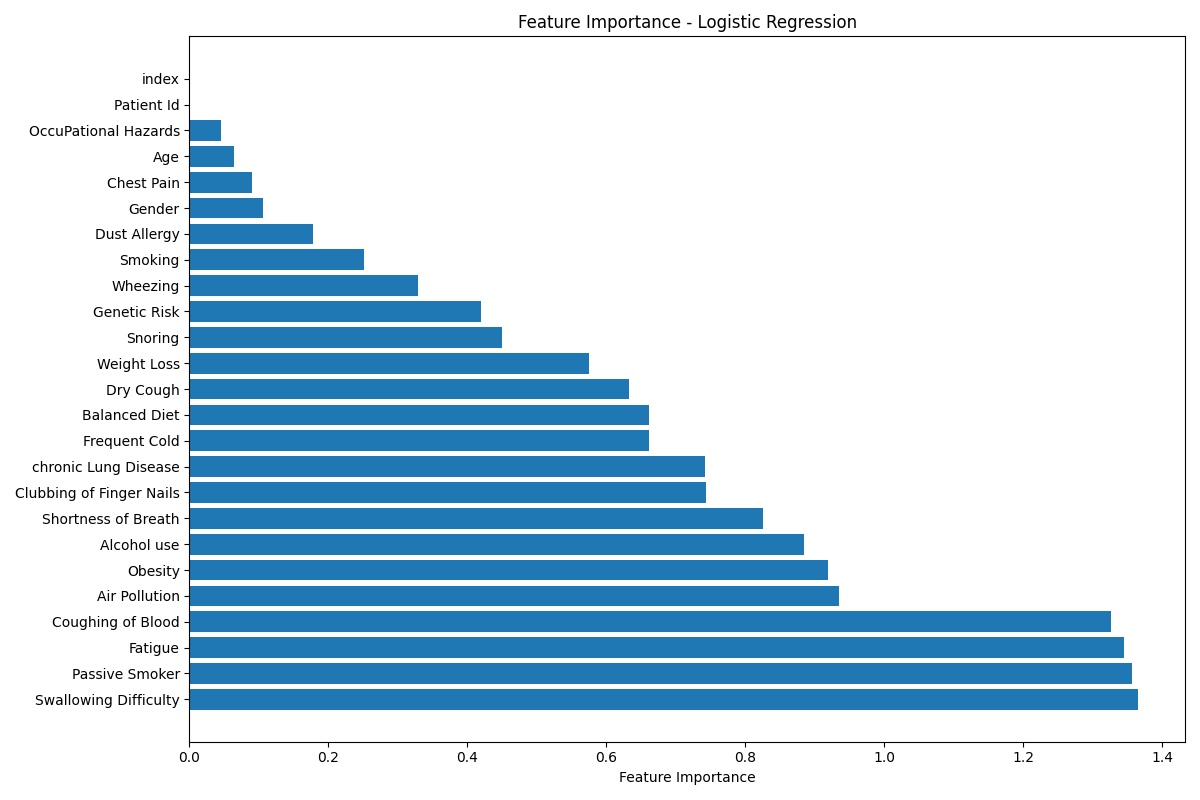 Feature Importance - Logistic Regression
index
Patient Id
OccuPational Hazards
Age
Chest Pain
Gender
Dust Allergy
Smoking
Wheezing
Genetic Risk
Snoring
Weight Loss
Dry Cough
Balanced Diet
Frequent Cold
chronic Lung Disease
Clubbing of Finger Nails
Shortness of Breath
Alcohol use
Obesity
Air Pollution
Coughing of Blood
Fatigue
Passive Smoker
Swallowing Difficulty
0.0 0.2 0.4 0.6 0.8 1.0 1.2 1.4
Feature Importance